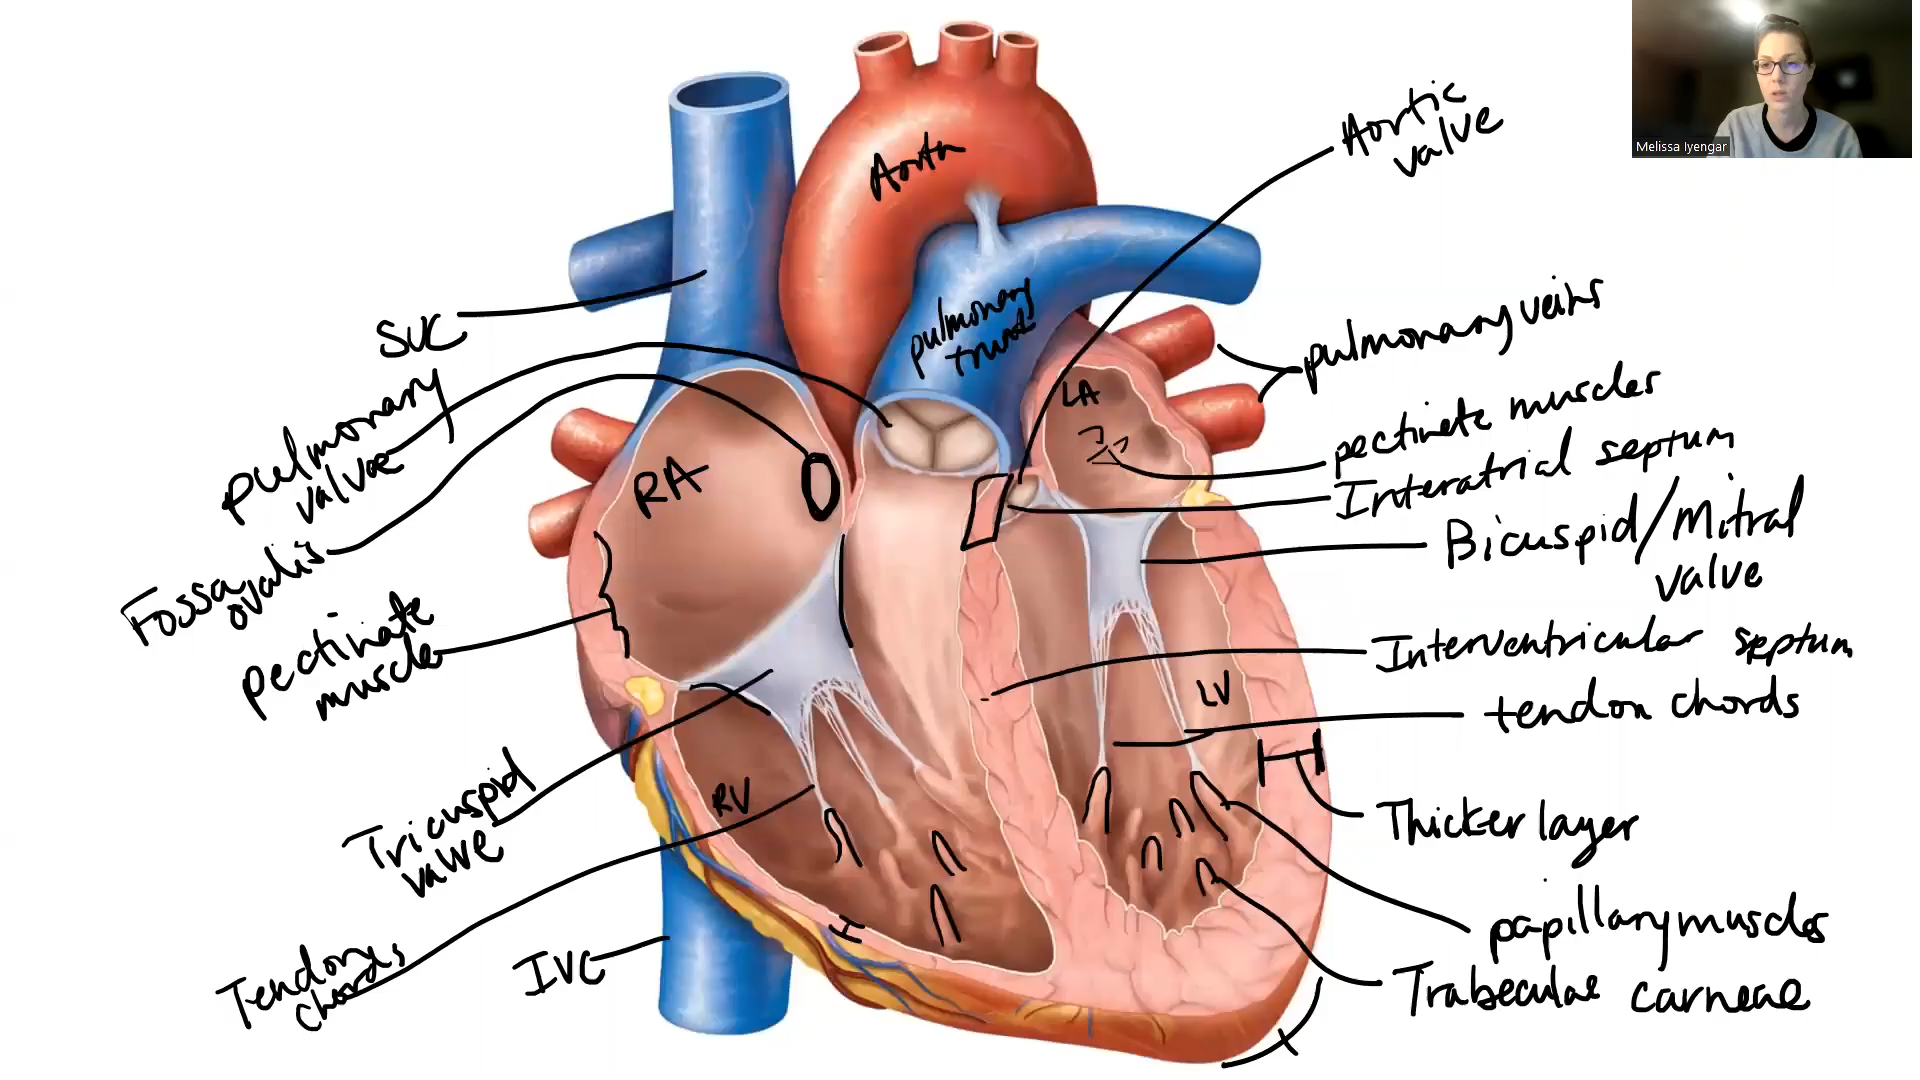 Melissa Iyengar
Aorta
Aortic
valve
SVC
pulmonary
trunk
pulmonary veins
LA
pulmonary
valve
pectinate muscles
RA
Interatrial septum
Bicuspid/Mitral
valve
Fossa
ovalis
pectinate
muscle
Interventricular septum
LV
tendon chords
RV
Tricuspid
valve
Thicker layer
papillary muscles
Tendon
chords
IVC
Trabeculae carneae